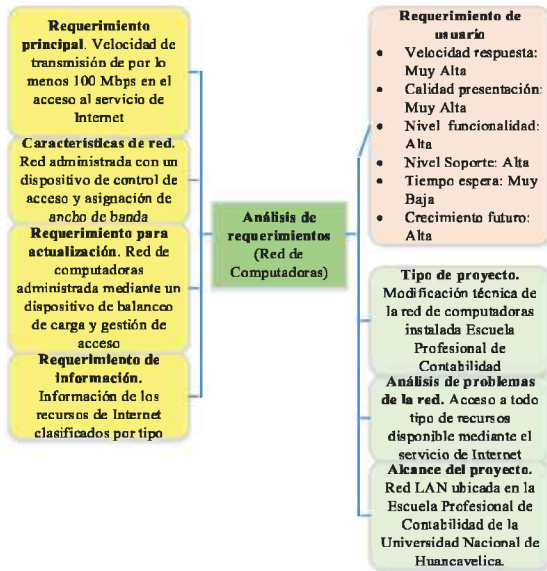 Requerimiento
principal. Velocidad de
transmisión de por lo
menos 100 Mbps en el
acceso al servicio de
Internet
Características de red.
Red administrada con un
dispositivo de control de
acceso y asignación de
ancho de banda
Requerimiento para
actualización. Red de
computadoras
administrada mediante un
dispositivo de balanceo
de carga y gestión de
acceso
Requerimiento de
información.
Información de los
recursos de Internet
clasificados por tipo
Análisis de
requerimientos
(Red de
Computadoras)
Requerimiento de
usuario
• Velocidad respuesta:
Muy Alta
• Calidad presentación:
Muy Alta
• Nivel funcionalidad:
Alta
• Nivel Soporte: Alta
• Tiempo espera: Muy
Baja
• Crecimiento futuro:
Alta
Tipo de proyecto.
Modificación técnica de
la red de computadoras
instalada Escuela
Profesional de
Contabilidad
Análisis de problemas
de la red. Acceso a todo
tipo de recursos
disponible mediante el
servicio de Internet
Alcance del proyecto.
Red LAN ubicada en la
Escuela Profesional de
Contabilidad de la
Universidad Nacional de
Huancavelica.